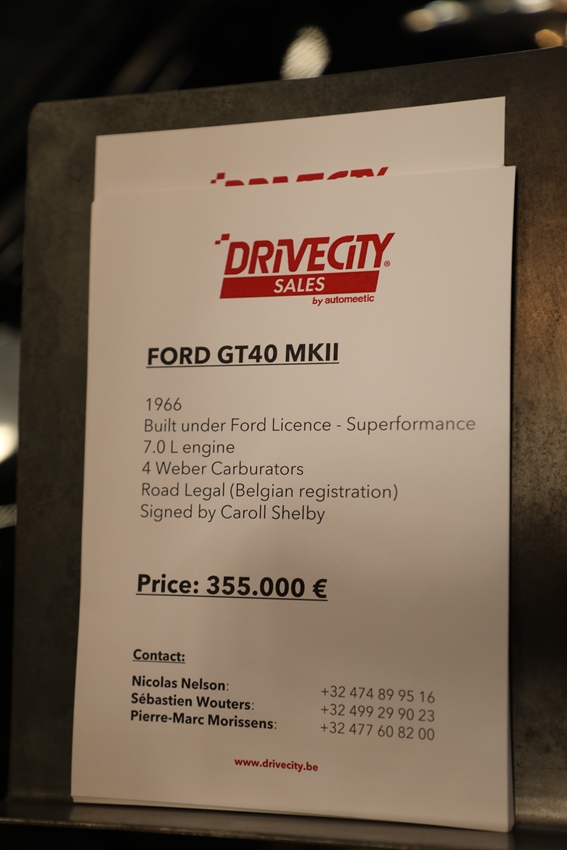 DRIVECITY
DRIVECITY®
SALES
by autometic
FORD GT40 MKII
1966
Built under Ford Licence - Superformance
7.0 L engine
4 Weber Carburators
Road Legal (Belgian registration)
Signed by Caroll Shelby
Price: 355.000 €
Contact:
Nicolas Nelson: +32 474 89 95 16
Sébastien Wouters: +32 499 29 90 23
Pierre-Marc Morissens: +32 477 60 82 00
www.drivecity.be